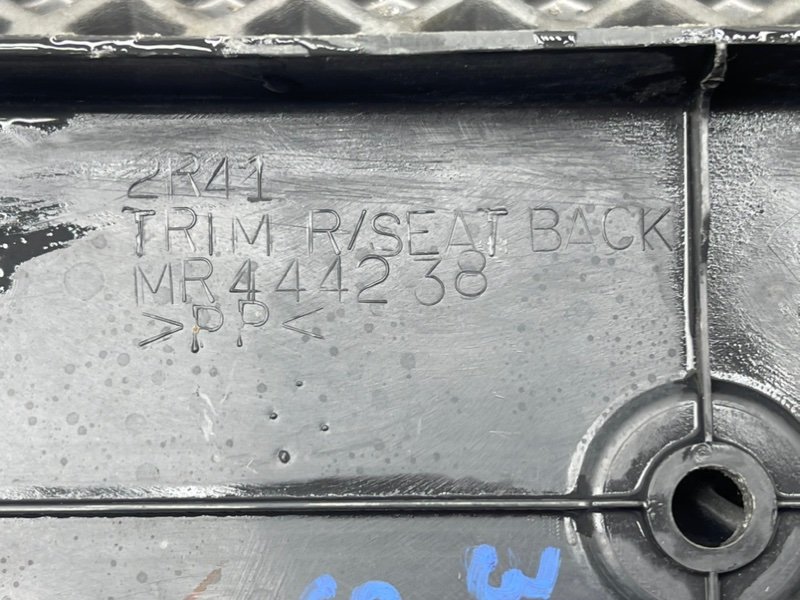 2R41
TRIM R/SEAT BACK
MR444238
>PP<